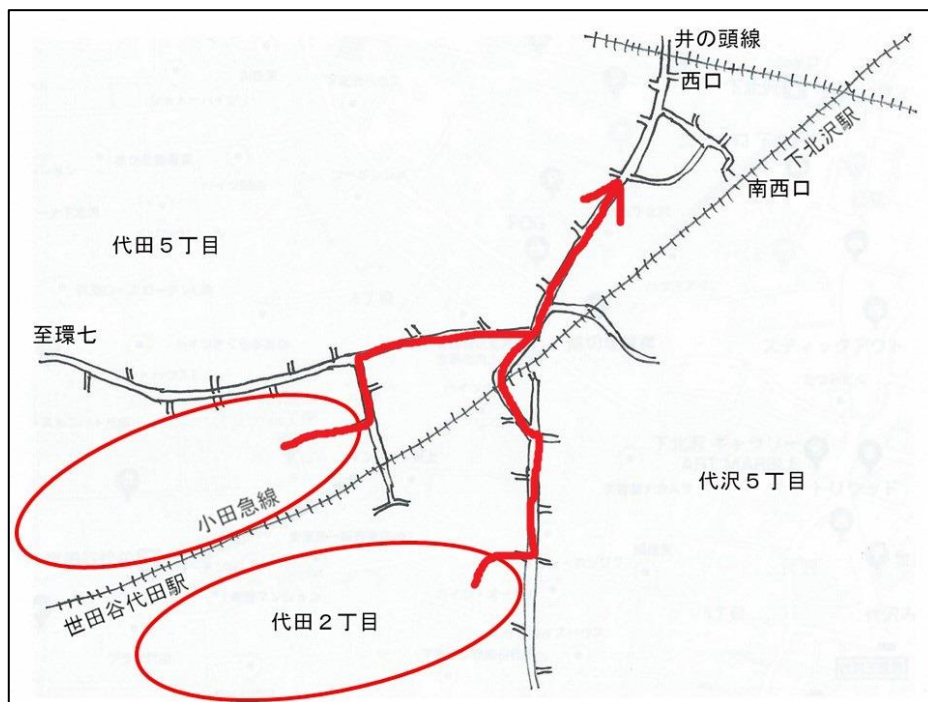 井の頭線
西口
下北沢駅
南西口
代田５丁目
至環七
代沢５丁目
小田急線
世田谷代田駅
代田２丁目